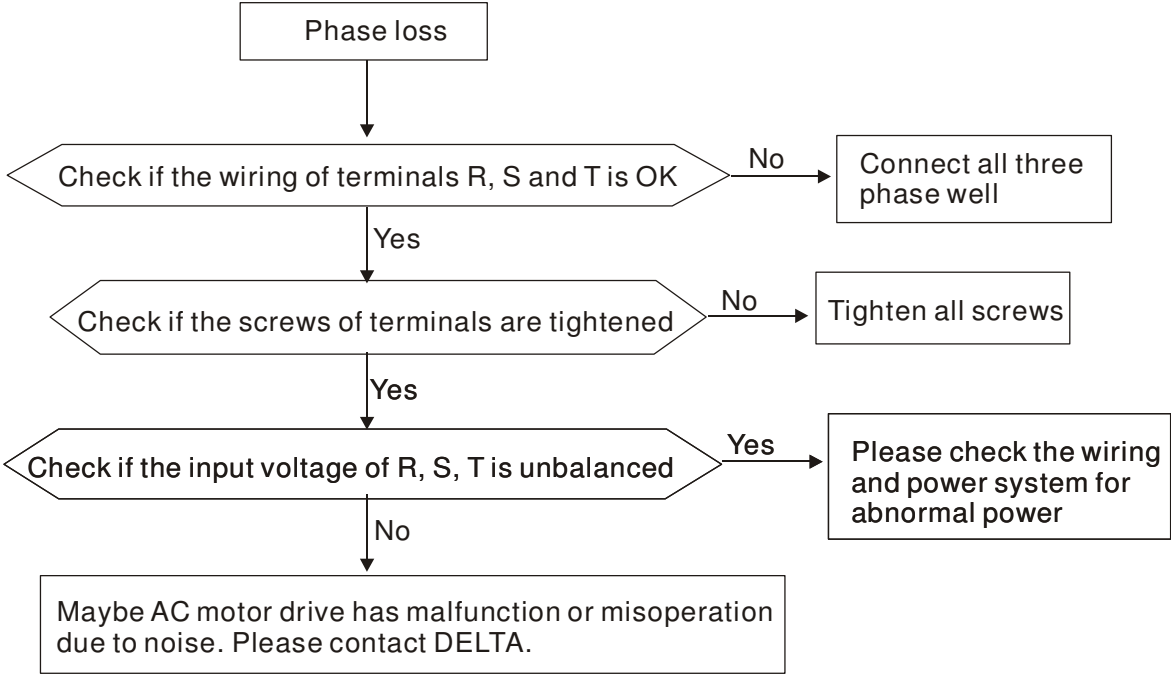 Phase loss
Check if the wiring of terminals R, S and T is OK
No
Connect all three
phase well
Yes
Check if the screws of terminals are tightened
No
Tighten all screws
Yes
Check if the input voltage of R, S, T is unbalanced
Yes
Please check the wiring
and power system for
abnormal power
No
Maybe AC motor drive has malfunction or misoperation
due to noise. Please contact DELTA.